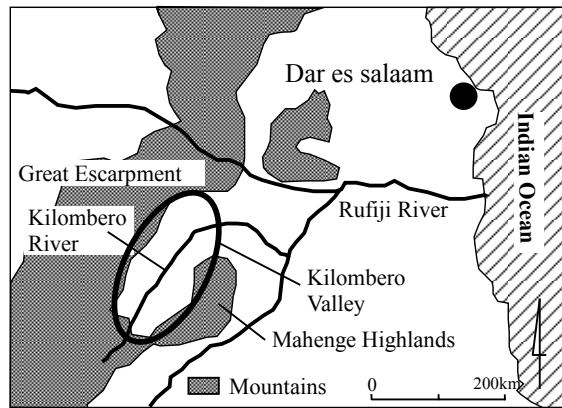 Dar es salaam
Indian Ocean
Great Escarpment
Kilombero
River
Rufiji River
Kilombero
Valley
Mahenge Highlands
Mountains
0
200km